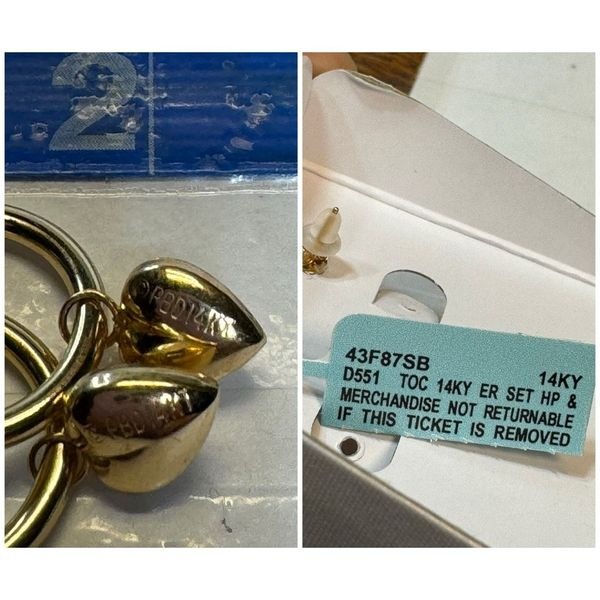 2
43F87SB 14KY
D551 TOC 14KY ER SET HP &
MERCHANDISE NOT RETURNABLE
IF THIS TICKET IS REMOVED